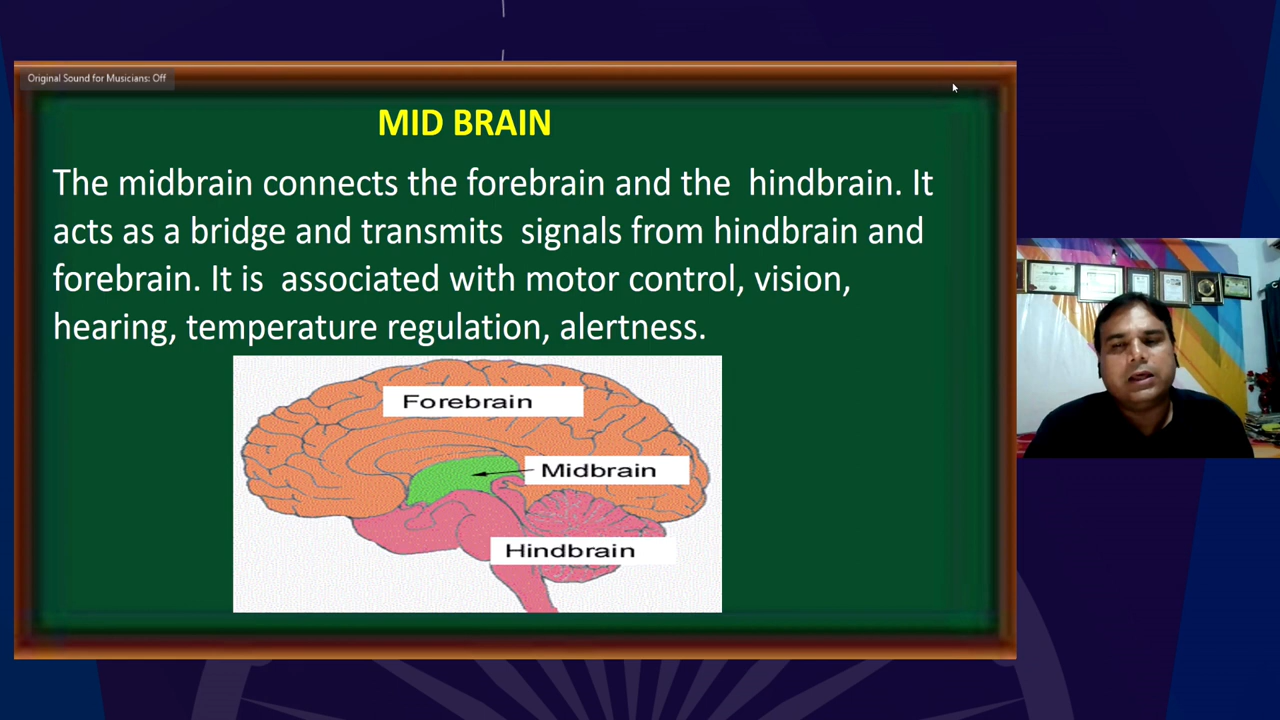 Original Sound for Musicians: Off
MID BRAIN
The midbrain connects the forebrain and the hindbrain. It
acts as a bridge and transmits signals from hindbrain and
forebrain. It is associated with motor control, vision,
hearing, temperature regulation, alertness.
Forebrain
Midbrain
Hindbrain